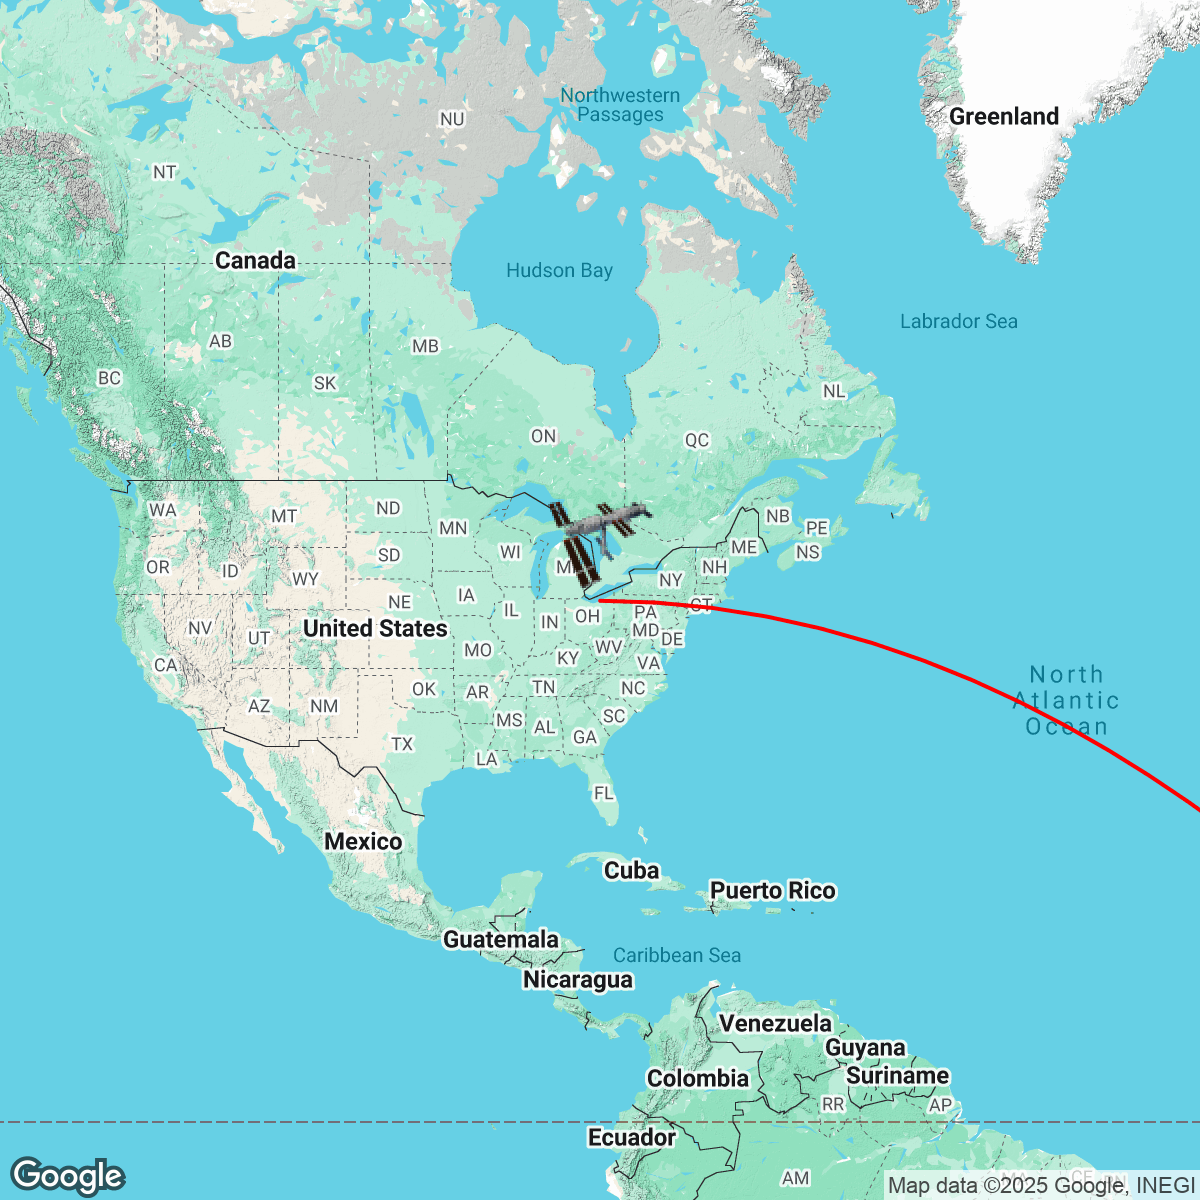 Northwestern
Passages
Greenland
NU
NT
Canada
Hudson Bay
Labrador Sea
AB
MB
BC
SK
NL
ON
QC
WA
MT
ND
MN
NB
PE
OR
ID
SD
WI
ME
NS
WY
NH
NY
IA
NE
IL
CT
NV
UT
United States
IN
OH
PA
MD
DE
MO
KY
WV
VA
CA
North
Atlantic
Ocean
AZ
NM
OK
AR
TN
NC
MS
AL
SC
GA
TX
LA
FL
Mexico
Cuba
Puerto Rico
Guatemala
Caribbean Sea
Nicaragua
Venezuela
Guyana
Colombia
Suriname
RR
AP
Ecuador
AM
Google
Map data ©2025 Google, INEGI